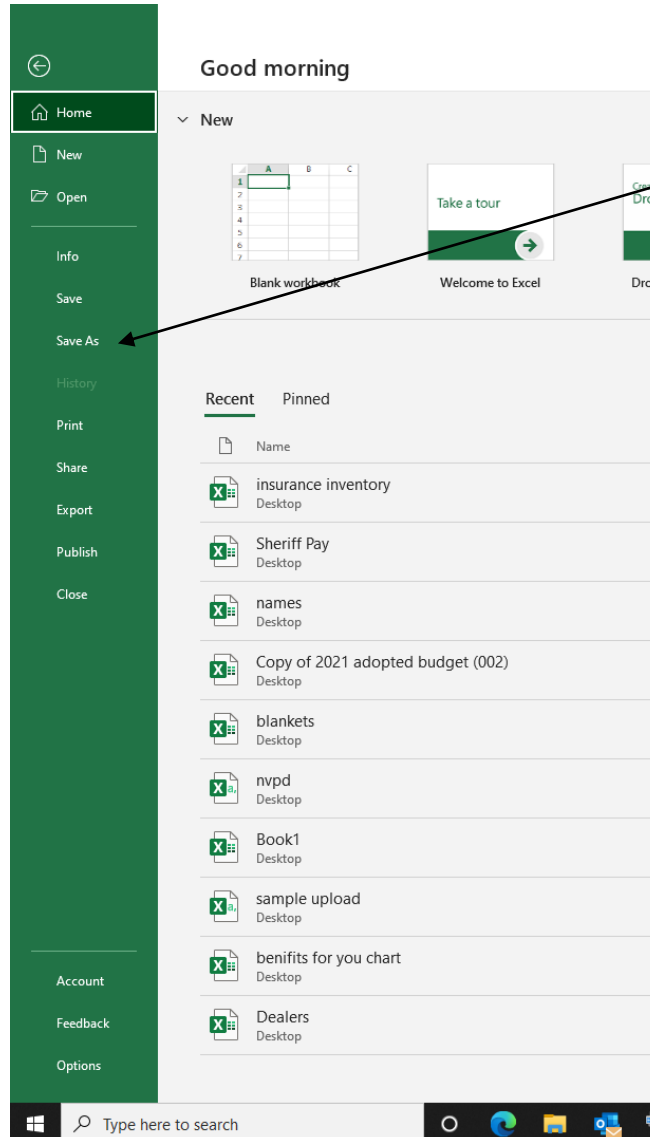 Good morning
Home
New
Open
Info
Save
Save As
History
Print
Share
Export
Publish
Close
Account
Feedback
Options
New
A B C
1
2
3
4
5
6
7
Blank workbook
Take a tour
Welcome to Excel
Dro
Recent Pinned
Name
insurance inventory
Desktop
Sheriff Pay
Desktop
names
Desktop
Copy of 2021 adopted budget (002)
Desktop
blankets
Desktop
nvpd
Desktop
Book1
Desktop
sample upload
Desktop
benifits for you chart
Desktop
Dealers
Desktop
Type here to search